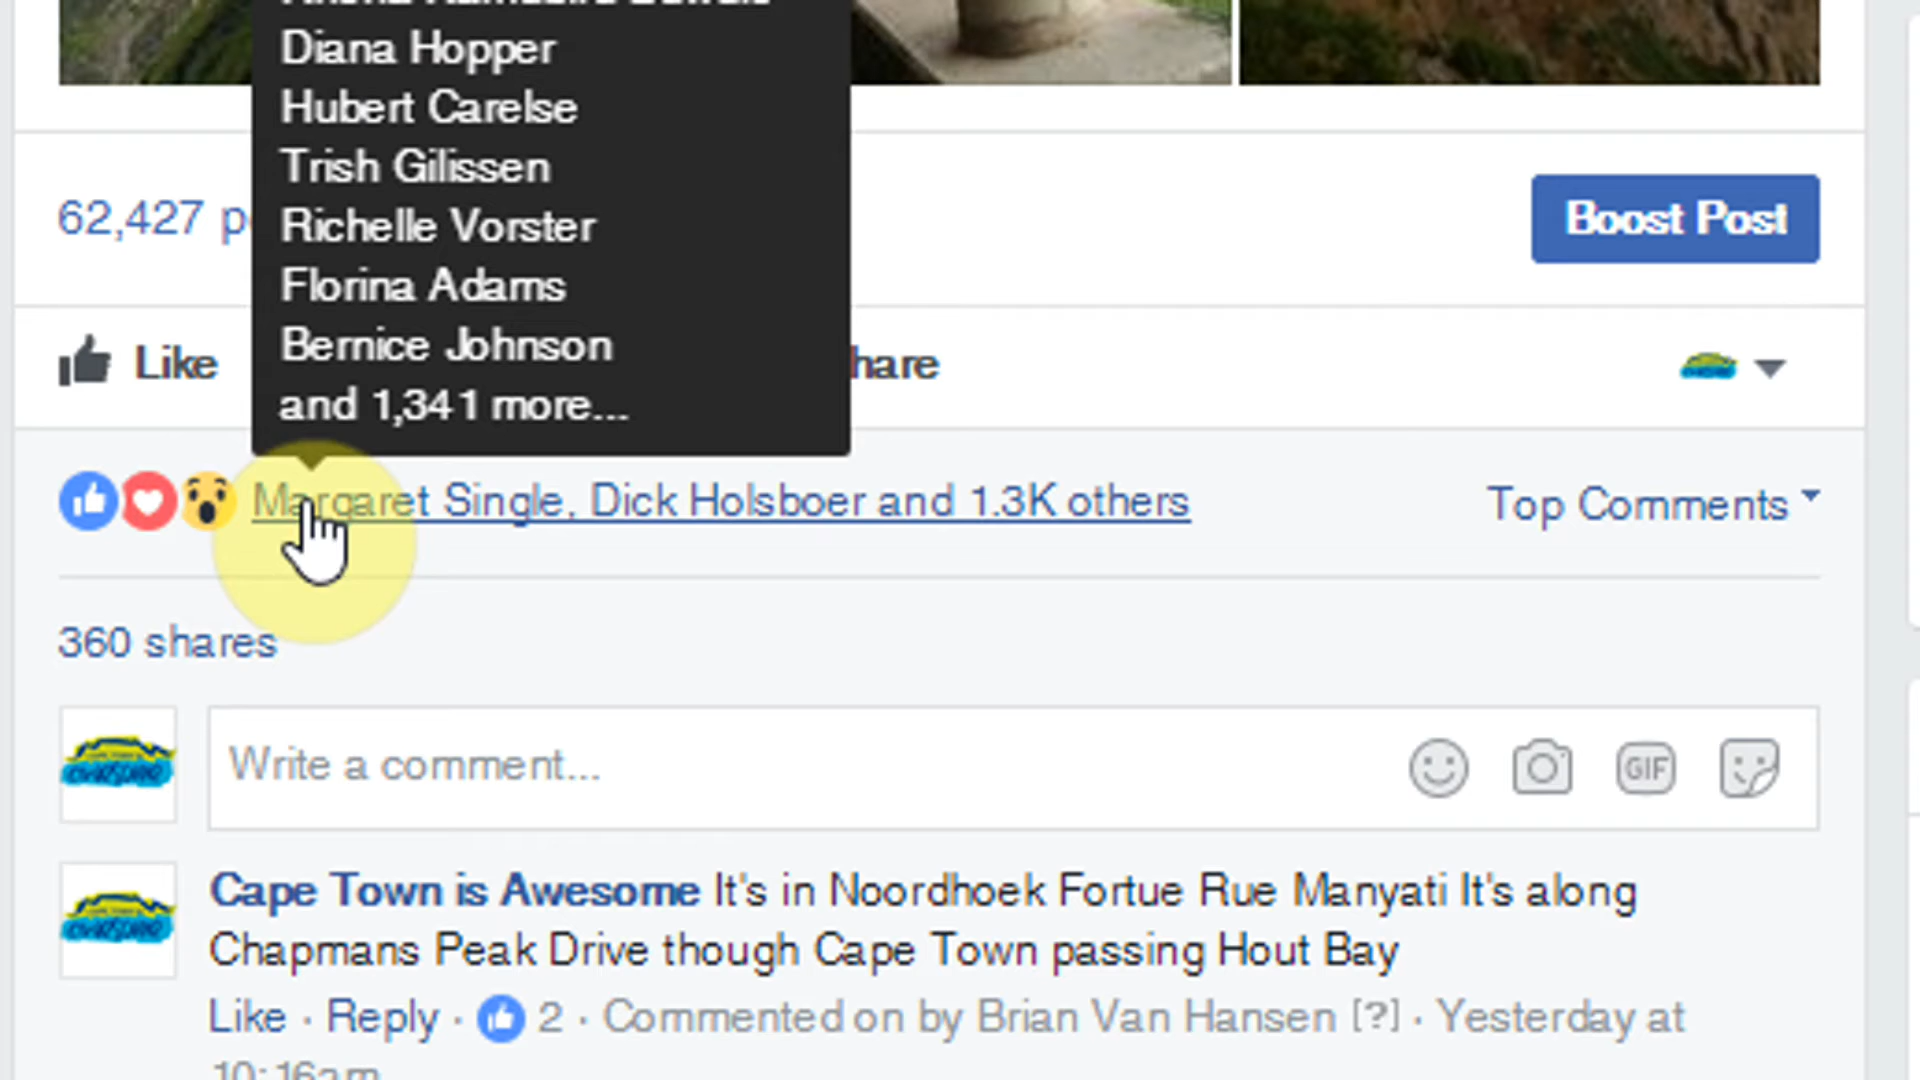 Diana Hopper
Hubert Carelse
Trish Gilissen
Richelle Vorster
Florina Adams
Bernice Johnson
and 1,341 more...
62,427 p
Boost Post
Like
hare
Margaret Single, Dick Holsboer and 1.3K others
Top Comments
360 shares
Write a comment...
GIF
Cape Town is Awesome It's in Noordhoek Fortue Rue Manyati It's along
Chapmans Peak Drive though Cape Town passing Hout Bay
Like · Reply · 2 · Commented on by Brian Van Hansen [?] · Yesterday at
10:16am